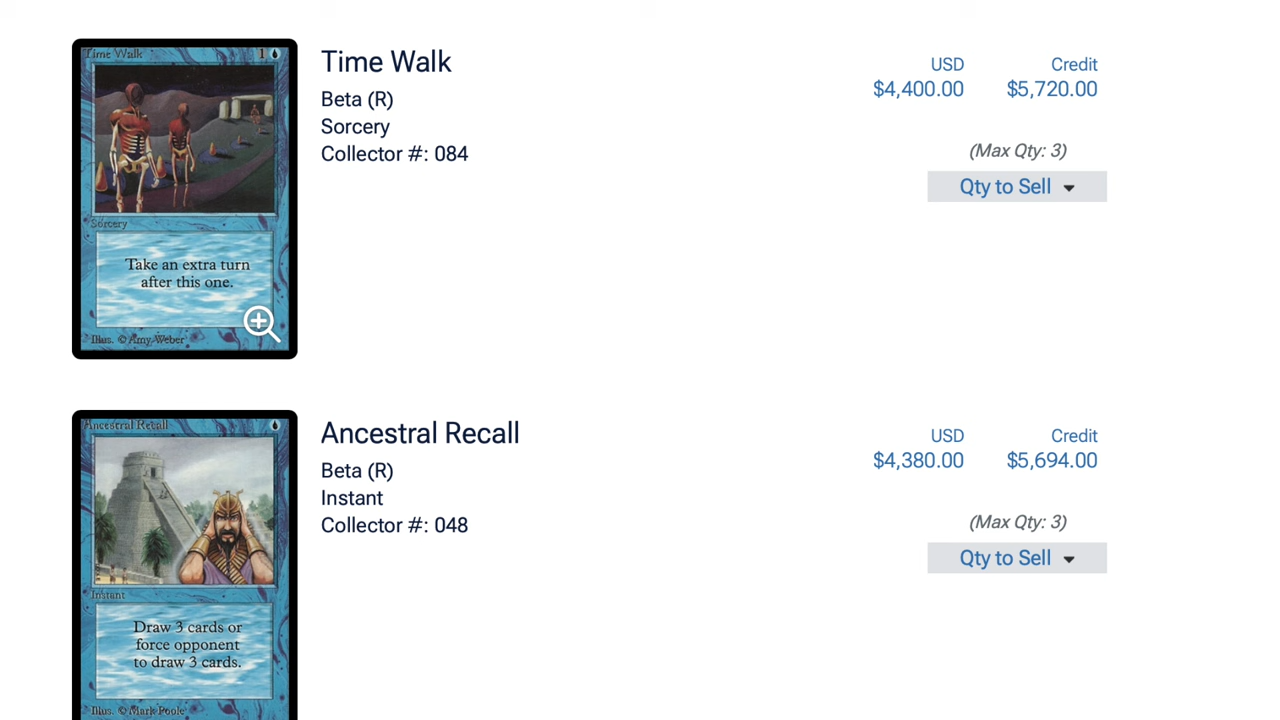 Time Walk 1
Sorcery
Take an extra turn
after this one.
Illus. © Amy Weber
Time Walk
Beta (R)
Sorcery
Collector #: 084
USD Credit
$4,400.00 $5,720.00
(Max Qty: 3)
Qty to Sell
Ancestral Recall
Instant
Draw 3 cards or
force opponent
to draw 3 cards.
Illus. © Mark Poole
Ancestral Recall
Beta (R)
Instant
Collector #: 048
USD Credit
$4,380.00 $5,694.00
(Max Qty: 3)
Qty to Sell